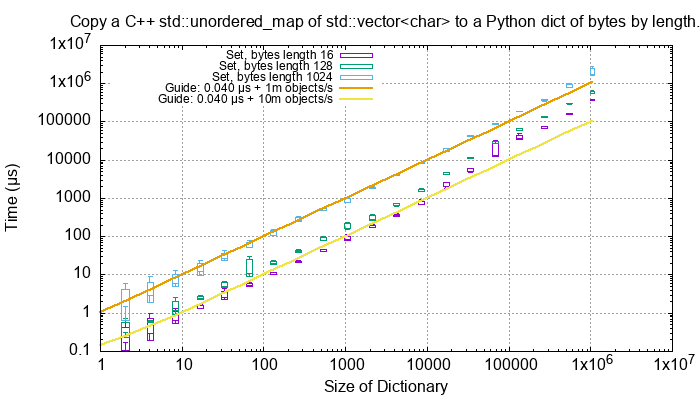 Copy a C++ std::unordered_map of std::vector<char> to a Python dict of bytes by length.
Set, bytes length 16
Set, bytes length 128
Set, bytes length 1024
Guide: 0.040 µs + 1m objects/s
Guide: 0.040 µs + 10m objects/s
Time (µs)
1x10^7
1x10^6
100000
10000
1000
100
10
1
0.1
1 10 100 1000 10000 100000 1x10^6 1x10^7
Size of Dictionary